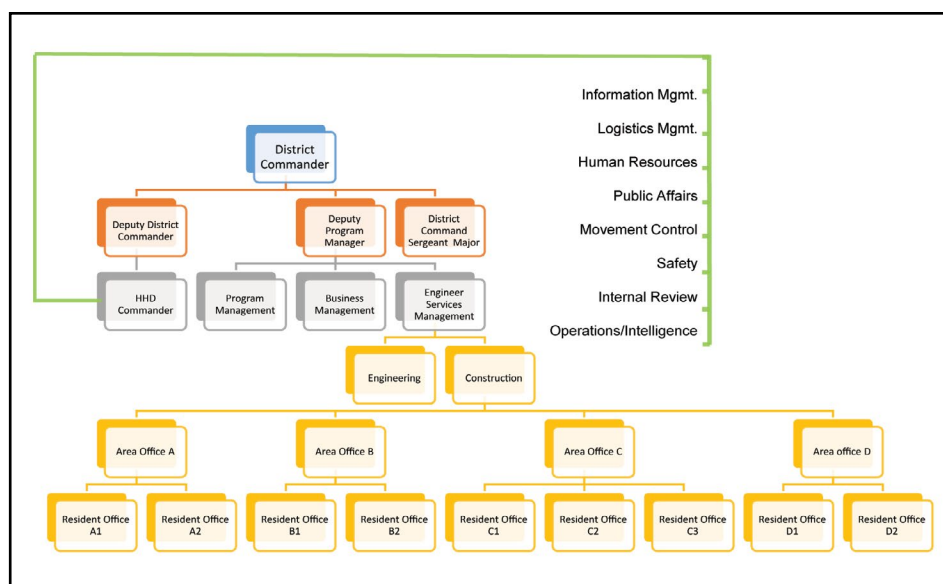 Information Mgmt.
Logistics Mgmt.
Human Resources
Public Affairs
Movement Control
Safety
Internal Review
Operations/Intelligence
District
Commander
Deputy District
Commander
Deputy
Program
Manager
District
Command
Sergeant Major
HHD
Commander
Program
Management
Business
Management
Engineer
Services
Management
Engineering
Construction
Area Office A
Area Office B
Area Office C
Area office D
Resident Office
A1
Resident Office
A2
Resident Office
B1
Resident Office
B2
Resident Office
C1
Resident Office
C2
Resident Office
C3
Resident Office
D1
Resident Office
D2